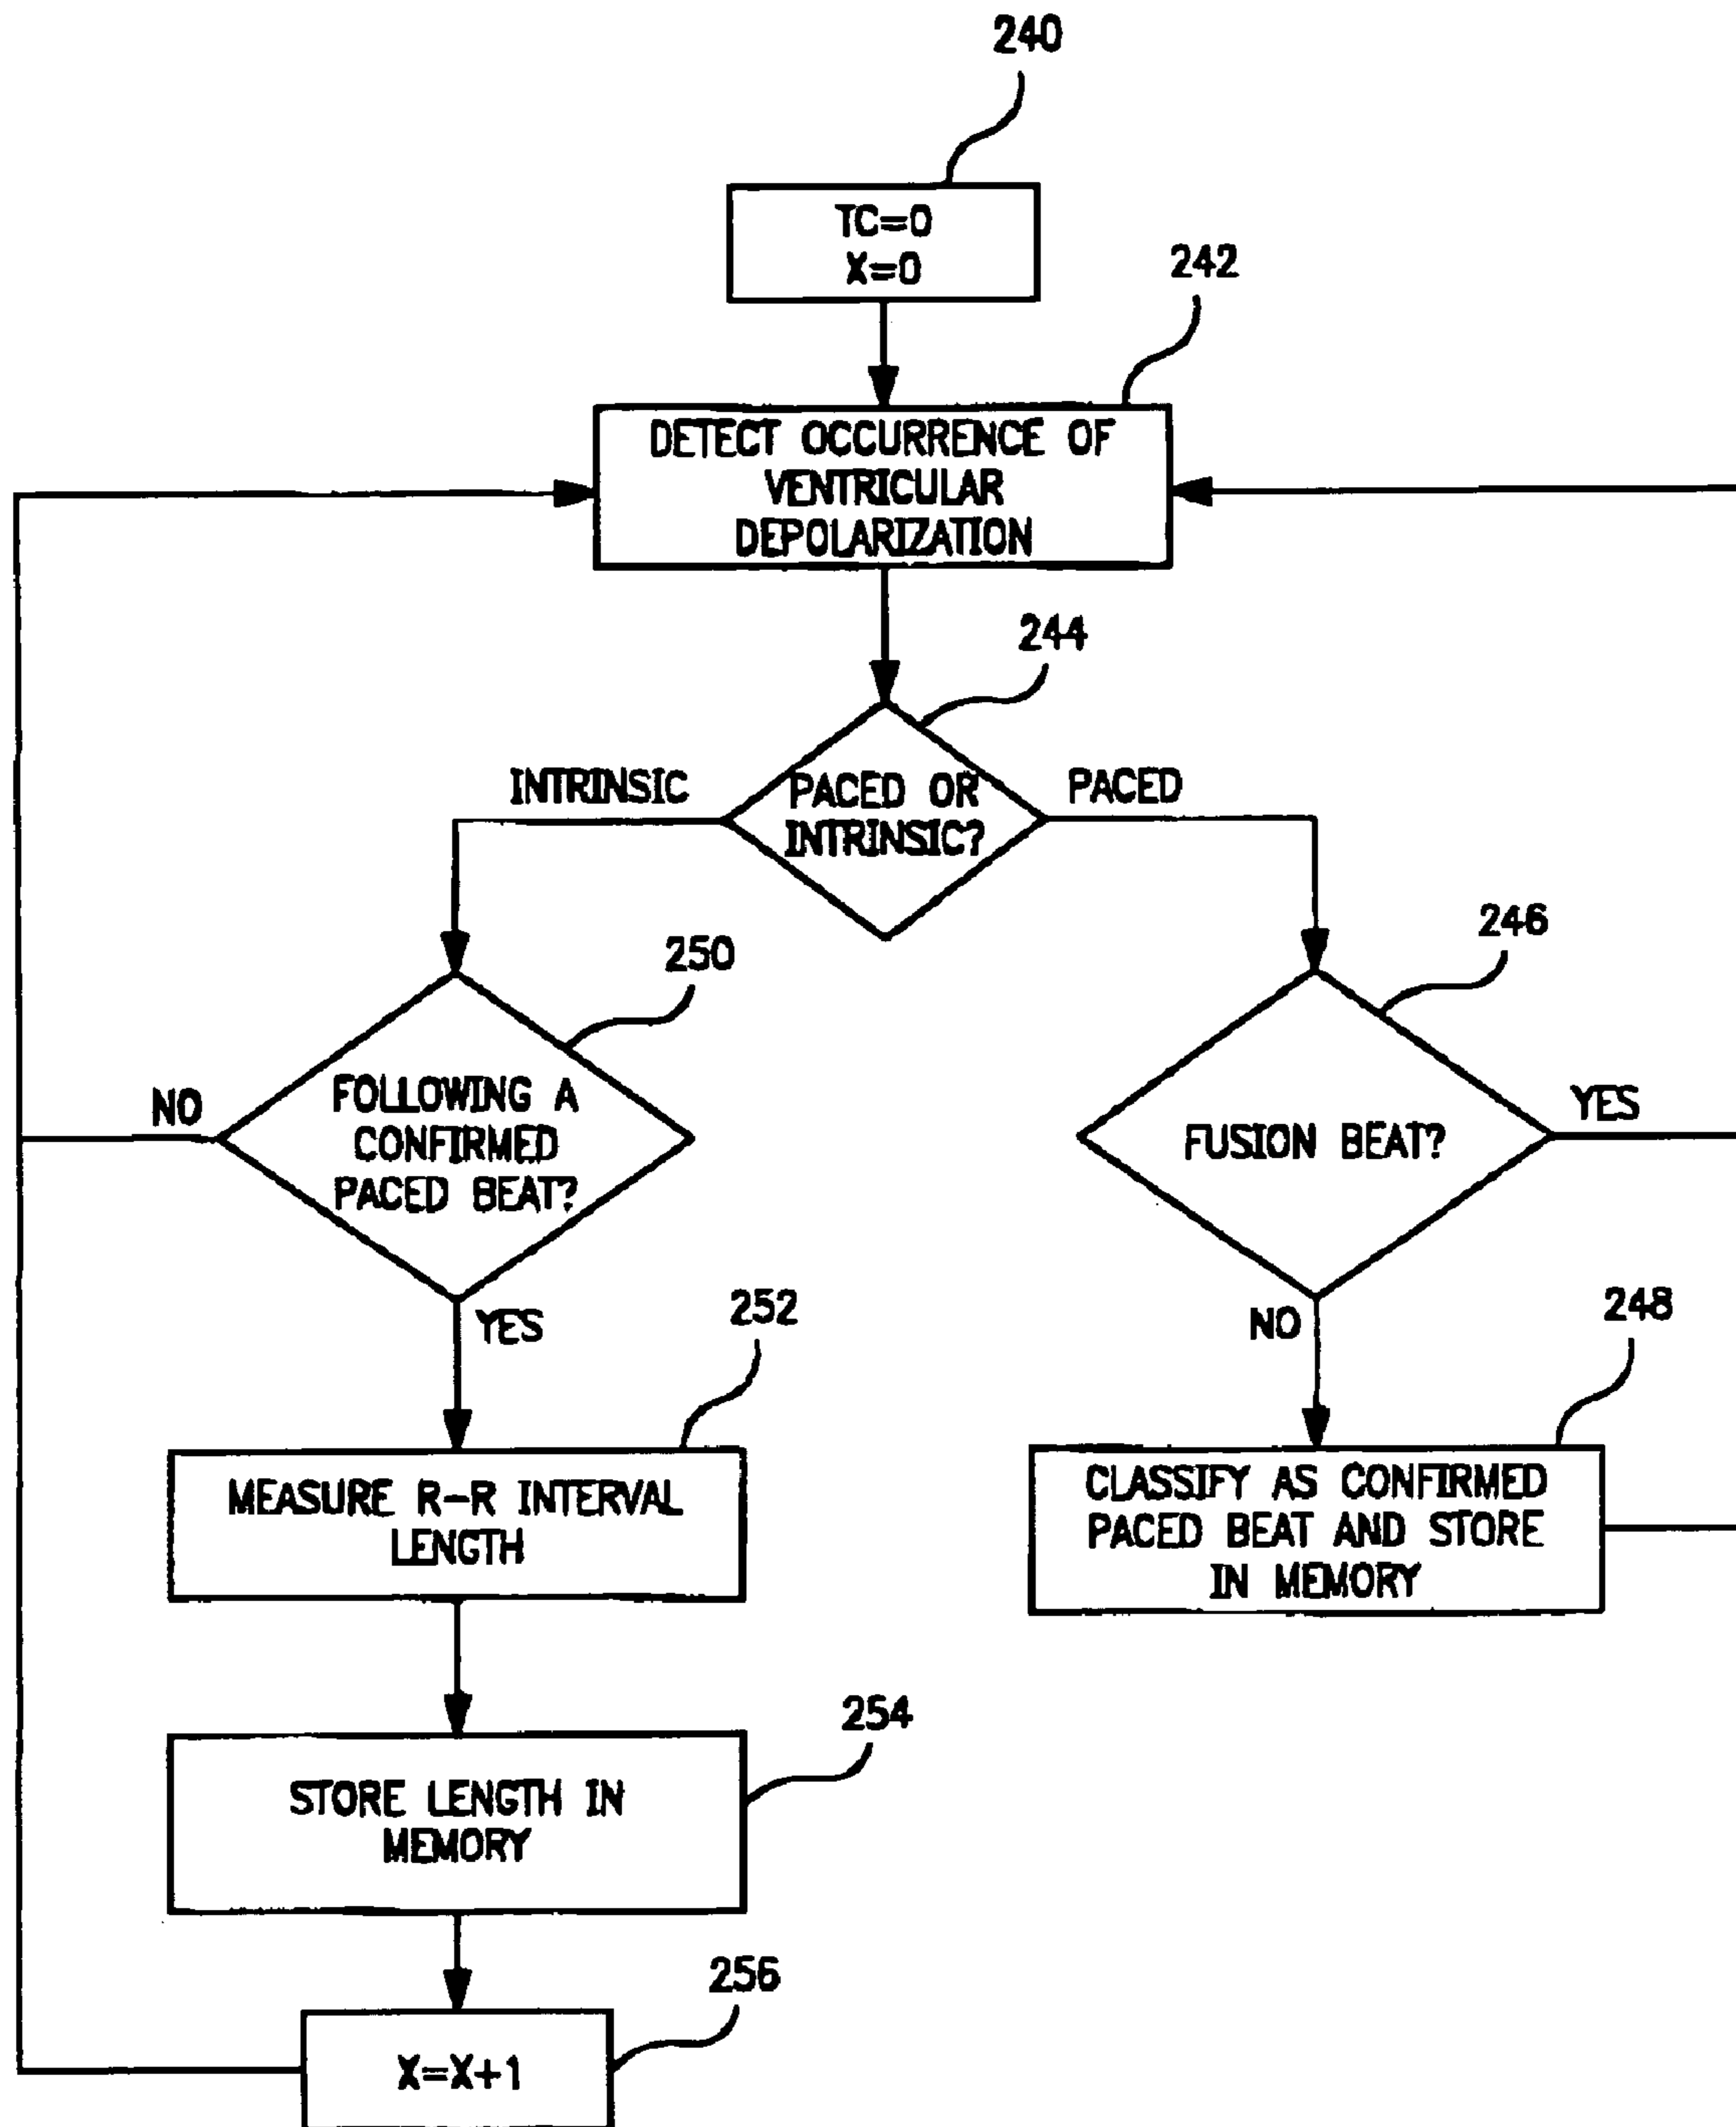 240
TC=0
X=0
242
DETECT OCCURRENCE OF
VENTRICULAR
DEPOLARIZATION
244
INTRINSIC
PACED OR
INTRINSIC?
PACED
250
246
NO
FOLLOWING A
CONFIRMED
PACED BEAT?
FUSION BEAT?
YES
YES
252
NO
248
MEASURE R-R INTERVAL
LENGTH
CLASSIFY AS CONFIRMED
PACED BEAT AND STORE
IN MEMORY
254
STORE LENGTH IN
MEMORY
256
X=X+1